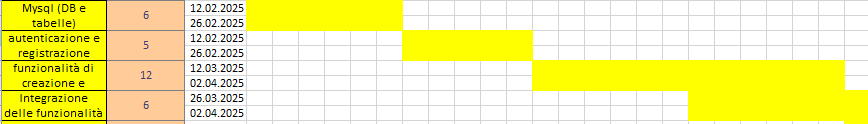 Mysql (DB e
tabelle)
6
12.02.2025
26.02.2025
autenticazione e
registrazione
5
12.02.2025
26.02.2025
funzionalità di
creazione e
12
12.03.2025
02.04.2025
Integrazione
delle funzionalità
6
26.03.2025
02.04.2025